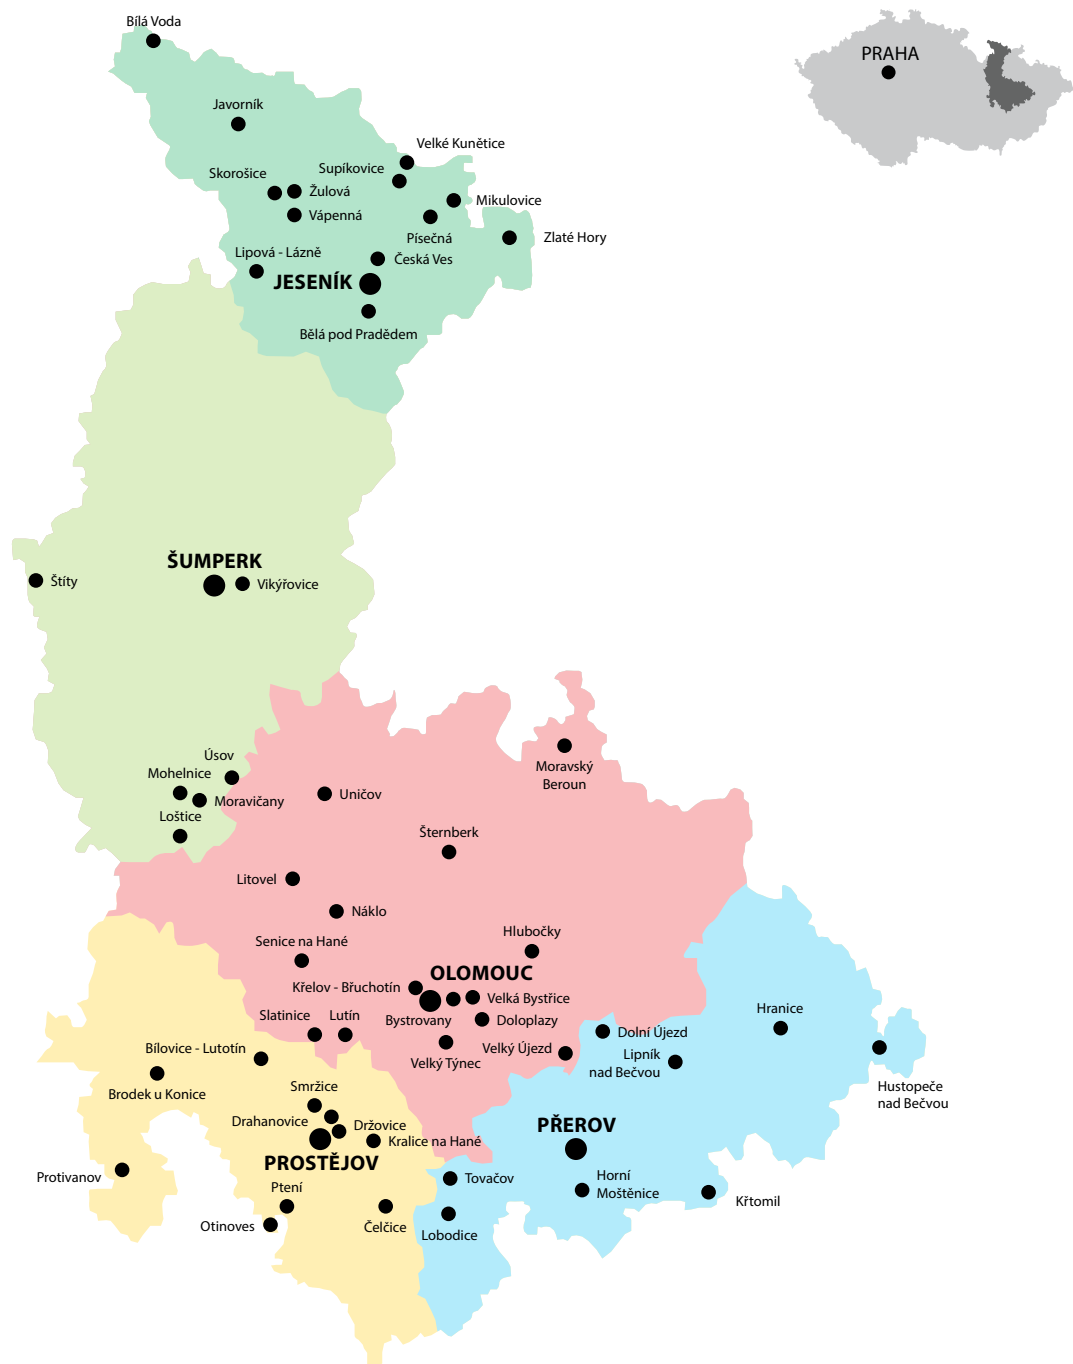 Bílá Voda
PRAHA
Javorník
Velké Kunětice
Supíkovice
Skorošice
Žulová
Mikulovice
Vápenná
Písečná
Zlaté Hory
Lipová - Lázně
Česká Ves
JESENÍK
Bělá pod Pradědem
ŠUMPERK
Štíty
Vikýřovice
Úsov
Mohelnice
Moravičany
Loštice
Uničov
Moravský
Beroun
Šternberk
Litovel
Náklo
Hlubočky
Senice na Hané
OLOMOUC
Křelov - Břuchotín
Velká Bystřice
Hranice
Slatinice
Lutín
Bystrovany
Doloplazy
Dolní Újezd
Bílovice - Lutotín
Velký Újezd
Velký Týnec
Lipník
nad Bečvou
Brodek u Konice
Smržice
Hustopeče
nad Bečvou
Drahanovice
Držovice
PŘEROV
Kralice na Hané
PROSTĚJOV
Protivanov
Tovačov
Horní
Moštěnice
Ptení
Křtomil
Otinoves
Čelčice
Lobodice